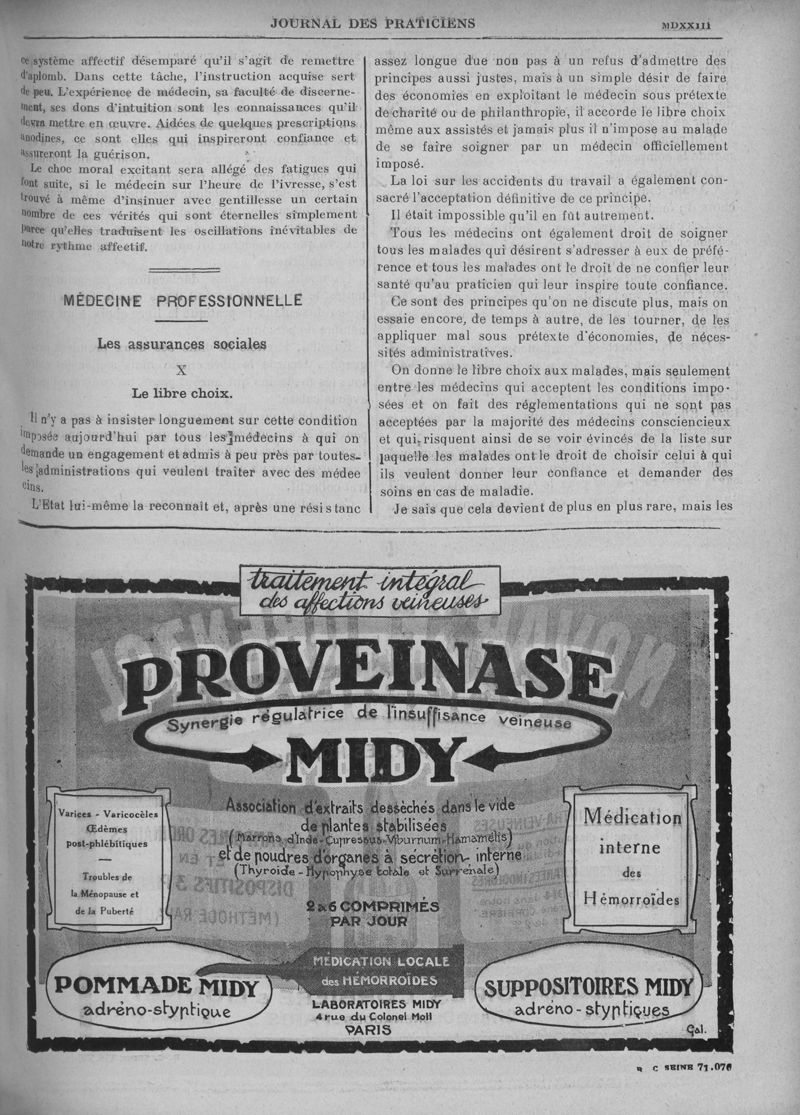 JOURNAL DES PRATICIENS
MDXXIII
ce système affectif désemparé qu'il s'agit de remettre
d'aplomb. Dans cette tâche, l'instruction acquise sert
de peu. L'expérience de médecin, sa faculté de discerne-
ment, ses dons d'intuition sont les connaissances qu'il
devra mettre en œuvre. Aidées de quelques prescriptions
anodines, ce sont elles qui inspireront confiance et
assureront la guérison.
Le choc moral excitant sera allégé des fatigues qui
font suite, si le médecin sur l'heure de l'ivresse, s'est
trouvé à même d'insinuer avec gentillesse un certain
nombre de ces vérités qui sont éternelles simplement
parce qu'elles traduisent les oscillations inévitables de
notre rythme affectif.
MÉDECINE PROFESSIONNELLE
Les assurances sociales
X
Le libre choix.
Il n'y a pas à insister longuement sur cette condition
imposée aujourd'hui par tous les médecins à qui on
demande un engagement et admis à peu près par toutes-
les administrations qui veulent traiter avec des médee
cins.
L'Etat lui-même la reconnaît et, après une résistanc
assez longue due non pas à un refus d'admettre des
principes aussi justes, mais à un simple désir de faire
des économies en exploitant le médecin sous prétexte
de charité ou de philanthropie, il accorde le libre choix
même aux assistés et jamais plus il n'impose au malade
de se faire soigner par un médecin officiellement
imposé.
La loi sur les accidents du travail a également con-
sacré l'acceptation définitive de ce principe.
Il était impossible qu'il en fût autrement.
Tous les médecins ont également droit de soigner
tous les malades qui désirent s'adresser à eux de préfé-
rence et tous les malades ont le droit de ne confier leur
santé qu'au praticien qui leur inspire toute confiance.
Ce sont des principes qu'on ne discute plus, mais on
essaie encore, de temps à autre, de les tourner, de les
appliquer mal sous prétexte d'économies, de néces-
sités administratives.
On donne le libre choix aux malades, mais seulement
entre les médecins qui acceptent les conditions impo-
sées et on fait des réglementations qui ne sont pas
acceptées par la majorité des médecins consciencieux
et qui risquent ainsi de se voir évincés de la liste sur
laquelle les malades ont le droit de choisir celui à qui
ils veulent donner leur confiance et demander des
soins en cas de maladie.
Je sais que cela devient de plus en plus rare, mais les
traitement intégral
des affections veineuses
PROVEINASE
Synergie régulatrice de l'insuffisance veineuse
MIDY
Association d'extraits desséchés dans le vide
de plantes stabilisées
(Marrons d'Inde-Cupressus-Viburnum-Hamamélis)
et de poudres d'organes à sécrétion interne
(Thyroïde-Hypophyse totale et Surrénale)
2 à 6 COMPRIMÉS
PAR JOUR
Varices - Varicocèles
Œdèmes
post-phlébitiques
Troubles de
la Ménopause et
de la Puberté
Médication
interne
des
Hémorroïdes
MÉDICATION LOCALE
des HÉMORROÏDES
POMMADE MIDY
adréno-styptique
SUPPOSITOIRES MIDY
adréno-styptiques
LABORATOIRES MIDY
4 rue du Colonel Moll
PARIS
Gal.
R C SEINE 71.070